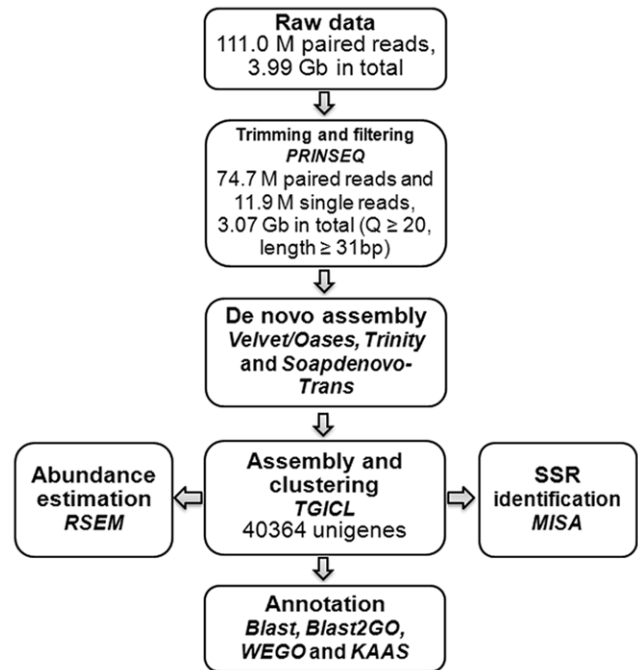 Raw data
111.0 M paired reads,
3.99 Gb in total
Trimming and filtering
PRINSEQ
74.7 M paired reads and
11.9 M single reads,
3.07 Gb in total (Q ≥ 20,
length ≥ 31bp)
De novo assembly
Velvet/Oases, Trinity
and Soapdenovo-
Trans
Abundance
estimation
RSEM
Assembly and
clustering
TGICL
40364 unigenes
SSR
identification
MISA
Annotation
Blast, Blast2GO,
WEGO and KAAS